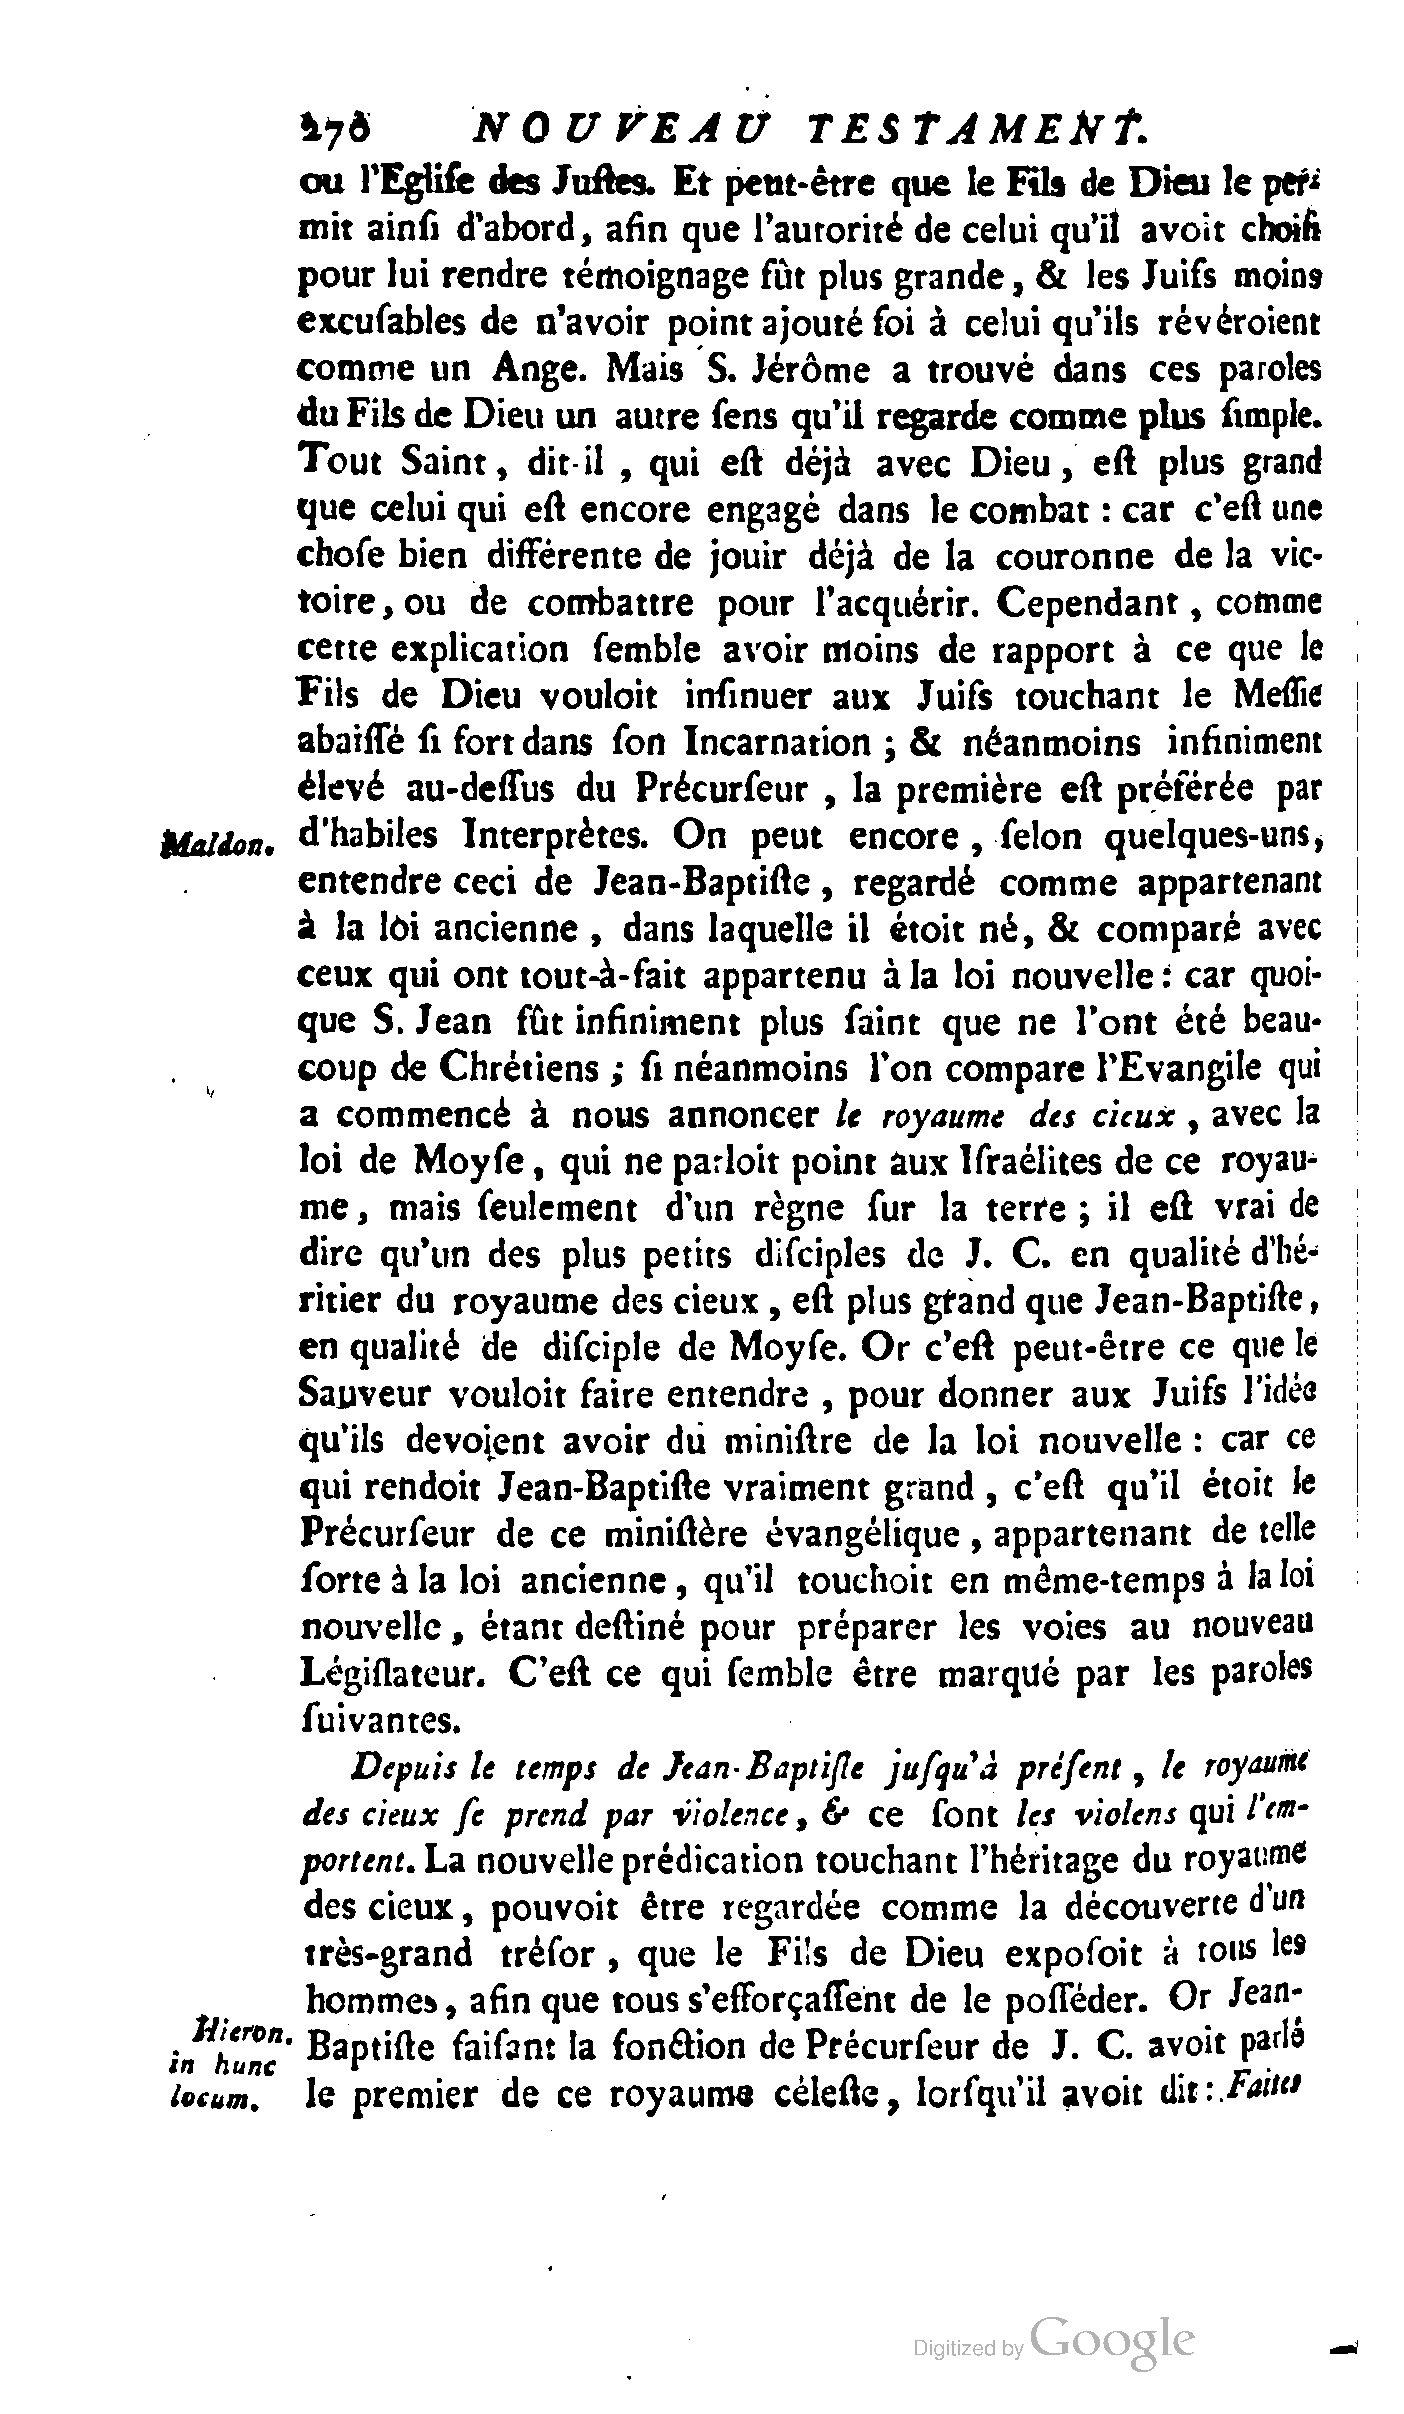 270 NOUVEAU TESTAMENT.
ou l'Egliſe des Juſtes. Et peut-être que le Fils de Dieu le per-
mit ainſi d'abord, afin que l'autorité de celui qu'il avoit choiſi
pour lui rendre témoignage fût plus grande, & les Juifs moins
excuſables de n'avoir point ajouté foi à celui qu'ils révéroient
comme un Ange. Mais S. Jérôme a trouvé dans ces paroles
du Fils de Dieu un autre ſens qu'il regarde comme plus ſimple.
Tout Saint, dit-il, qui eſt déjà avec Dieu, eſt plus grand
que celui qui eſt encore engagé dans le combat : car c'eſt une
choſe bien différente de jouir déjà de la couronne de la vic-
toire, ou de combattre pour l'acquérir. Cependant, comme
cette explication ſemble avoir moins de rapport à ce que le
Fils de Dieu vouloit inſinuer aux Juifs touchant le Meſſie
abaiſſé ſi fort dans ſon Incarnation ; & néanmoins infiniment
élevé au-deſſus du Précurſeur, la première eſt préférée par
Maldon. d'habiles Interprètes. On peut encore, ſelon quelques-uns,
entendre ceci de Jean-Baptiſte, regardé comme appartenant
à la loi ancienne, dans laquelle il étoit né, & comparé avec
ceux qui ont tout-à-fait appartenu à la loi nouvelle : car quoi-
que S. Jean fût infiniment plus ſaint que ne l'ont été beau-
coup de Chrétiens ; ſi néanmoins l'on compare l'Evangile qui
a commencé à nous annoncer le royaume des cieux, avec la
loi de Moyſe, qui ne parloit point aux Iſraélites de ce royau-
me, mais ſeulement d'un règne ſur la terre ; il eſt vrai de
dire qu'un des plus petits diſciples de J. C. en qualité d'hé-
ritier du royaume des cieux, eſt plus grand que Jean-Baptiſte,
en qualité de diſciple de Moyſe. Or c'eſt peut-être ce que le
Sauveur vouloit faire entendre, pour donner aux Juifs l'idée
qu'ils devoient avoir du miniſtre de la loi nouvelle : car ce
qui rendoit Jean-Baptiſte vraiment grand, c'eſt qu'il étoit le
Précurſeur de ce miniſtère évangélique, appartenant de telle
ſorte à la loi ancienne, qu'il touchoit en même-temps à la loi
nouvelle, étant deſtiné pour préparer les voies au nouveau
Légiſlateur. C'eſt ce qui ſemble être marqué par les paroles
ſuivantes.
Depuis le temps de Jean-Baptiſte juſqu'à préſent, le royaume
des cieux ſe prend par violence, & ce ſont les violens qui l'em-
portent. La nouvelle prédication touchant l'héritage du royaume
des cieux, pouvoit être regardée comme la découverte d'un
très-grand tréſor, que le Fils de Dieu expoſoit à tous les
hommes, afin que tous s'efforçaſſent de le poſſéder. Or Jean-
Hieron. Baptiſte faiſant la fonction de Précurſeur de J. C. avoit parlé
in hunc
locum. le premier de ce royaume céleſte, lorſqu'il avoit dit : Faites
Digitized by Google